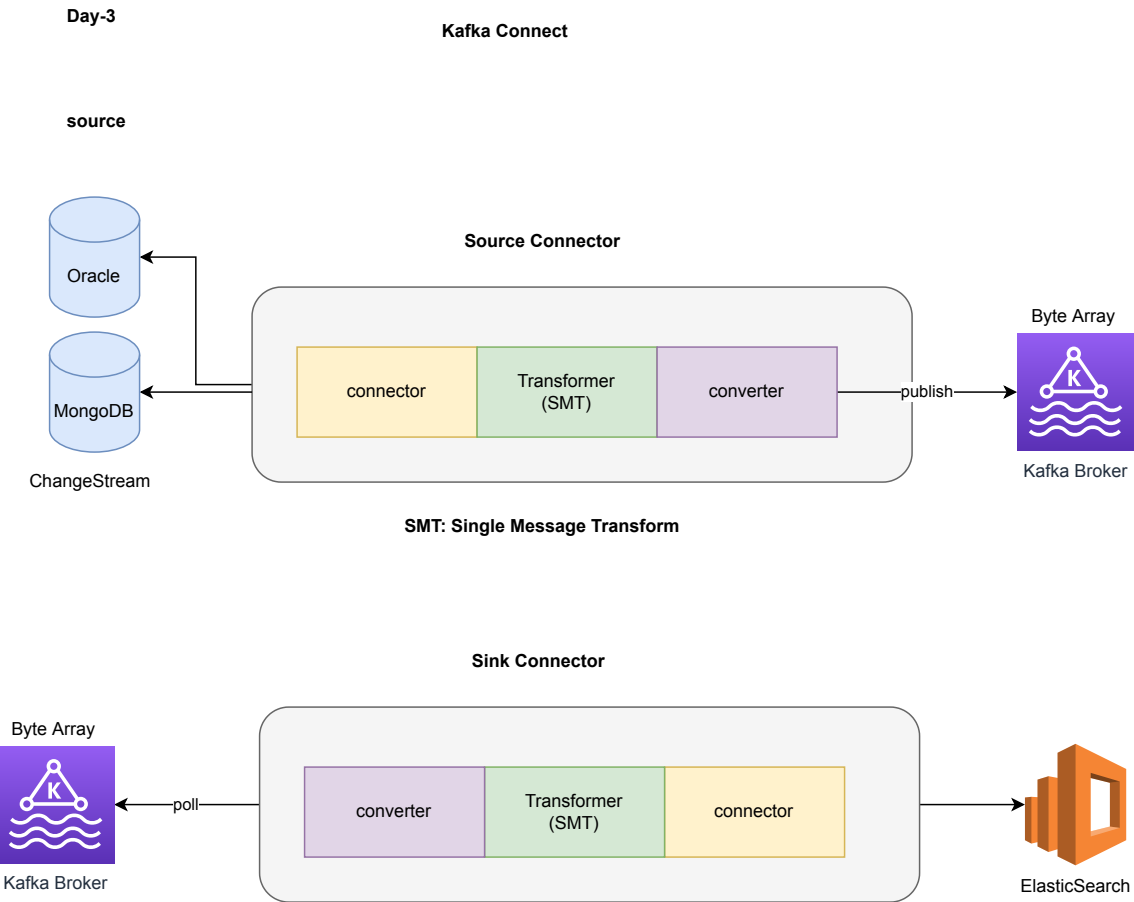 Day-3
Kafka Connect
source
Source Connector
Oracle
Byte Array
connector
Transformer
(SMT)
converter
publish
K
MongoDB
Kafka Broker
ChangeStream
SMT: Single Message Transform
Sink Connector
Byte Array
K
poll
converter
Transformer
(SMT)
connector
Kafka Broker
ElasticSearch